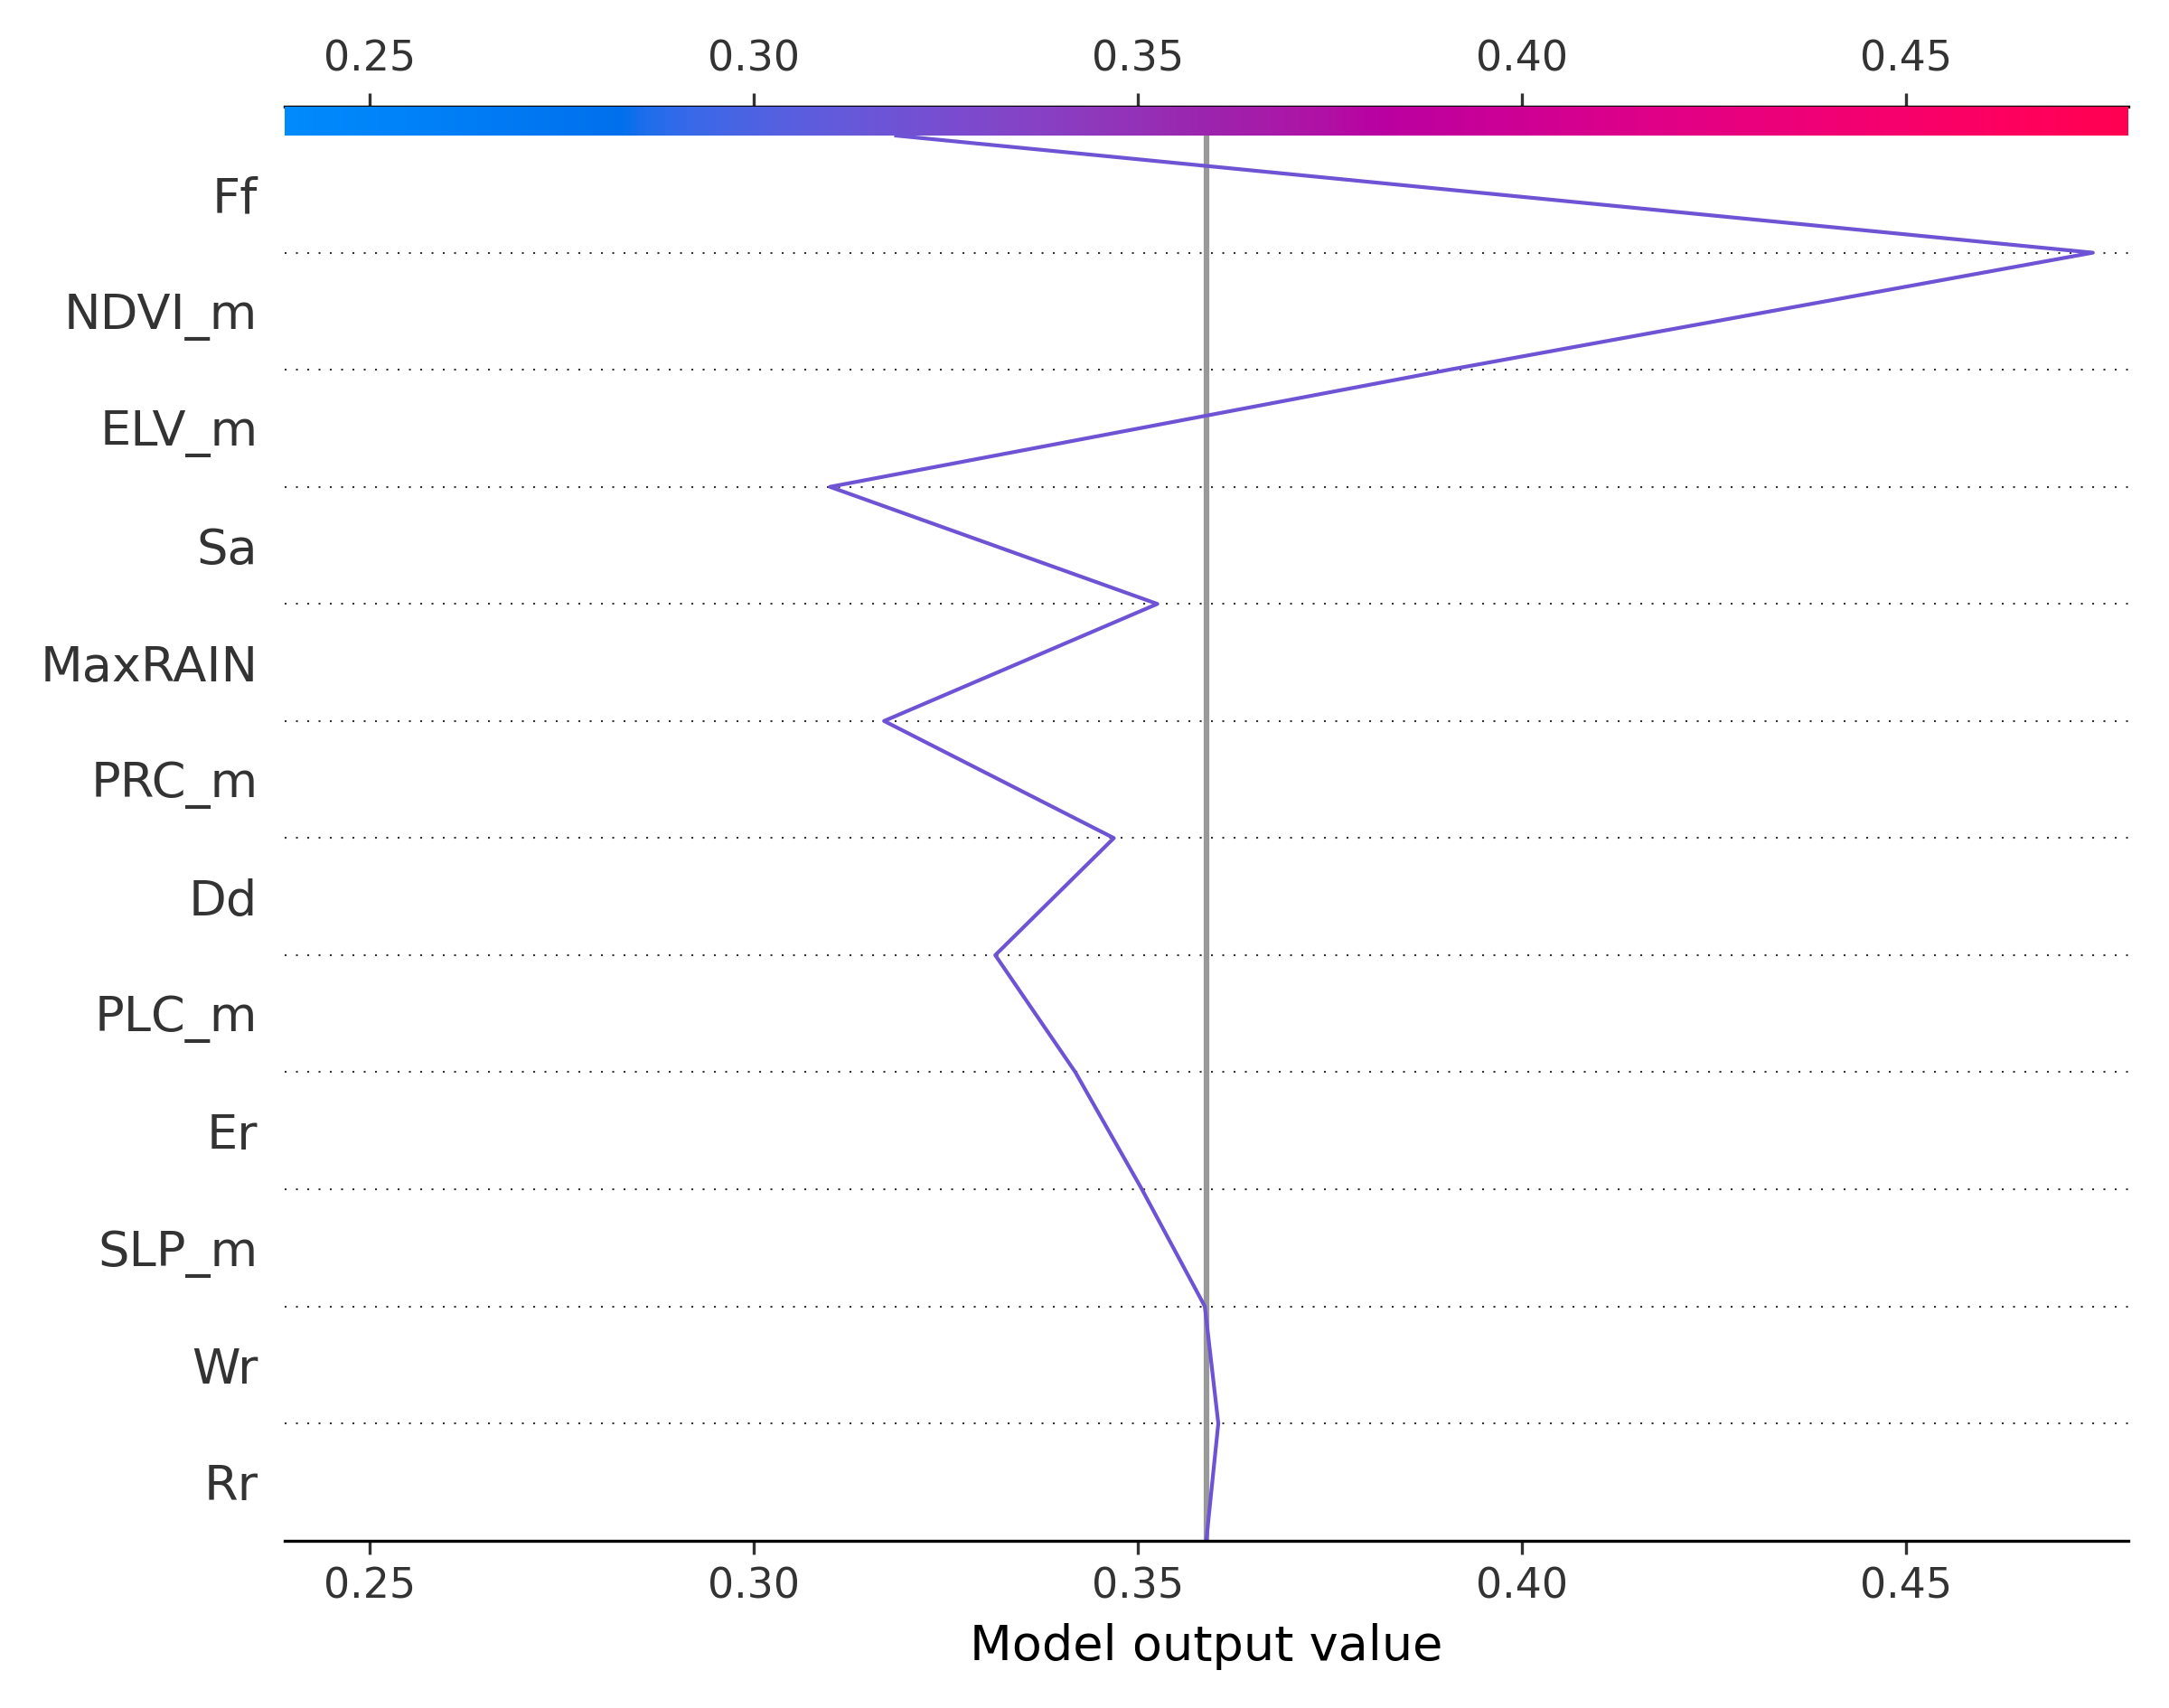 0.25 0.30 0.35 0.40 0.45
Ff
NDVI_m
ELV_m
Sa
MaxRAIN
PRC_m
Dd
PLC_m
Er
SLP_m
Wr
Rr
0.25 0.30 0.35 0.40 0.45
Model output value